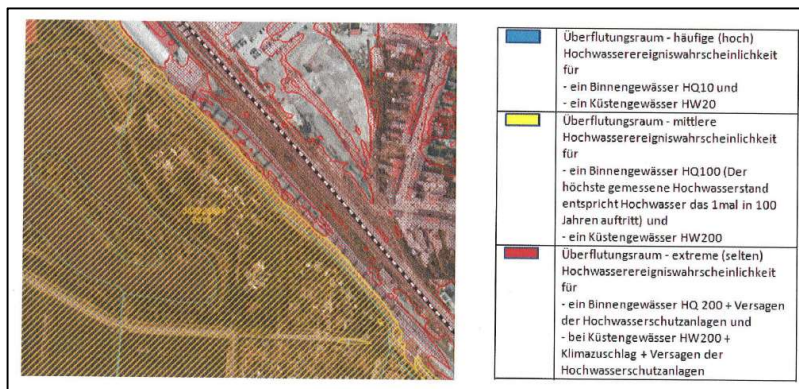 Überflutungsraum - häufige (hoch)
Hochwasserereigniswahrscheinlichkeit
für
- ein Binnengewässer HQ10 und
- ein Küstengewässer HW20
Überflutungsraum - mittlere
Hochwasserereigniswahrscheinlichkeit
für
- ein Binnengewässer HQ100 (Der
höchste gemessene Hochwasserstand
entspricht Hochwasser das 1mal in 100
Jahren auftritt) und
- ein Küstengewässer HW200
Überflutungsraum - extreme (selten)
Hochwasserereigniswahrscheinlichkeit
für
- ein Binnengewässer HQ 200 + Versagen
der Hochwasserschutzanlagen und
- bei Küstengewässer HW200 +
Klimazuschlag + Versagen der
Hochwasserschutzanlagen